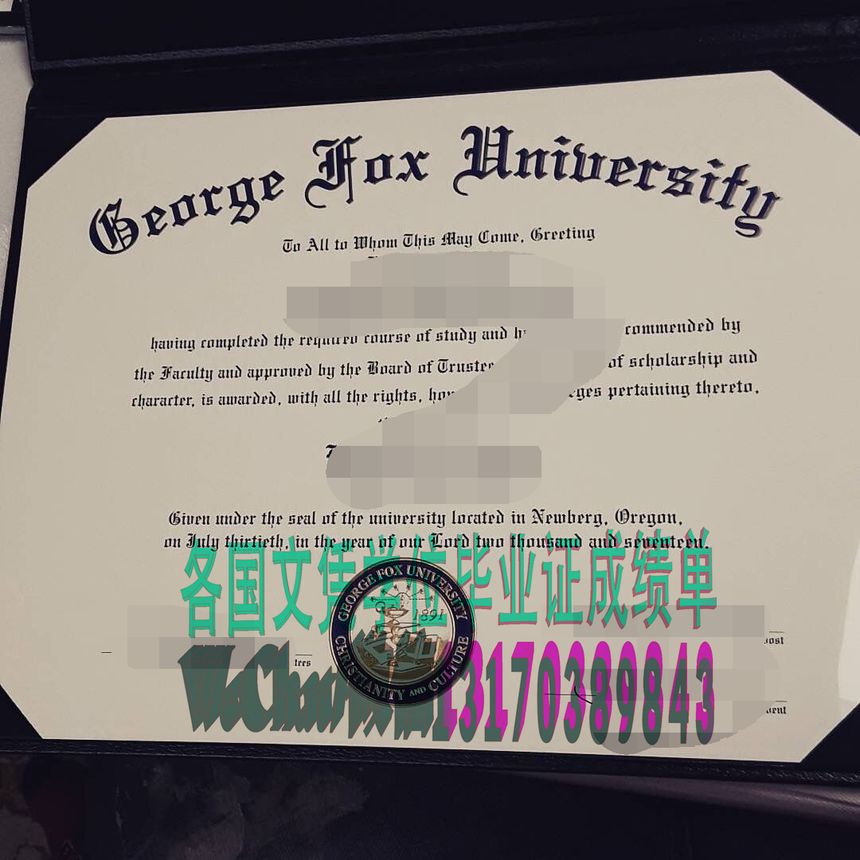 George Fox University
To All to Whom This May Come, Greeting
having completed the required course of study and commended by
the Faculty and approved by the Board of of scholarship and
character, is awarded, with all the rights, pertaining thereto,
Given under the seal of the university located in Newberg, Oregon,
on July thirtieth, in the year of our Lord two thousand and seventeen.
各国文凭学位毕业证成绩单
GEORGE FOX UNIVERSITY
1891
CHRISTIANITY AND CULTURE
WeChat 13170389843